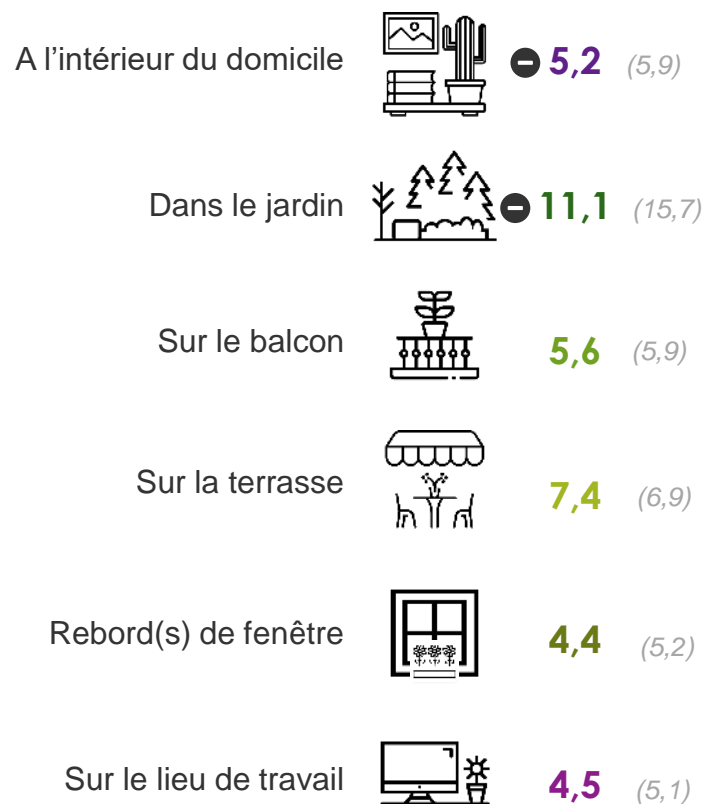 A l’intérieur du domicile 5,2 (5,9)
Dans le jardin 11,1 (15,7)
Sur le balcon 5,6 (5,9)
Sur la terrasse 7,4 (6,9)
Rebord(s) de fenêtre 4,4 (5,2)
Sur le lieu de travail 4,5 (5,1)